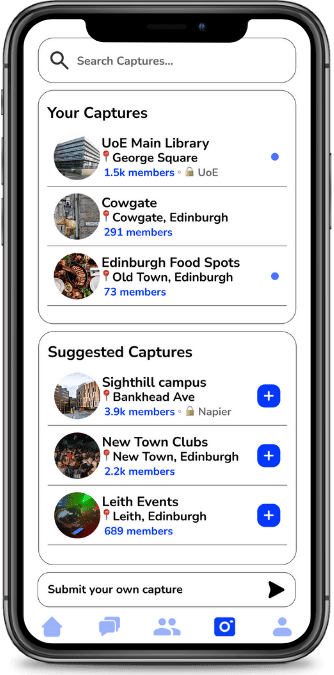 Search Captures...
Your Captures
UoE Main Library
George Square
1.5k members UoE
Cowgate
Cowgate, Edinburgh
291 members
Edinburgh Food Spots
Old Town, Edinburgh
73 members
Suggested Captures
Sighthill campus
Bankhead Ave
3.9k members Napier
New Town Clubs
New Town, Edinburgh
2.2k members
Leith Events
Leith, Edinburgh
689 members
Submit your own capture